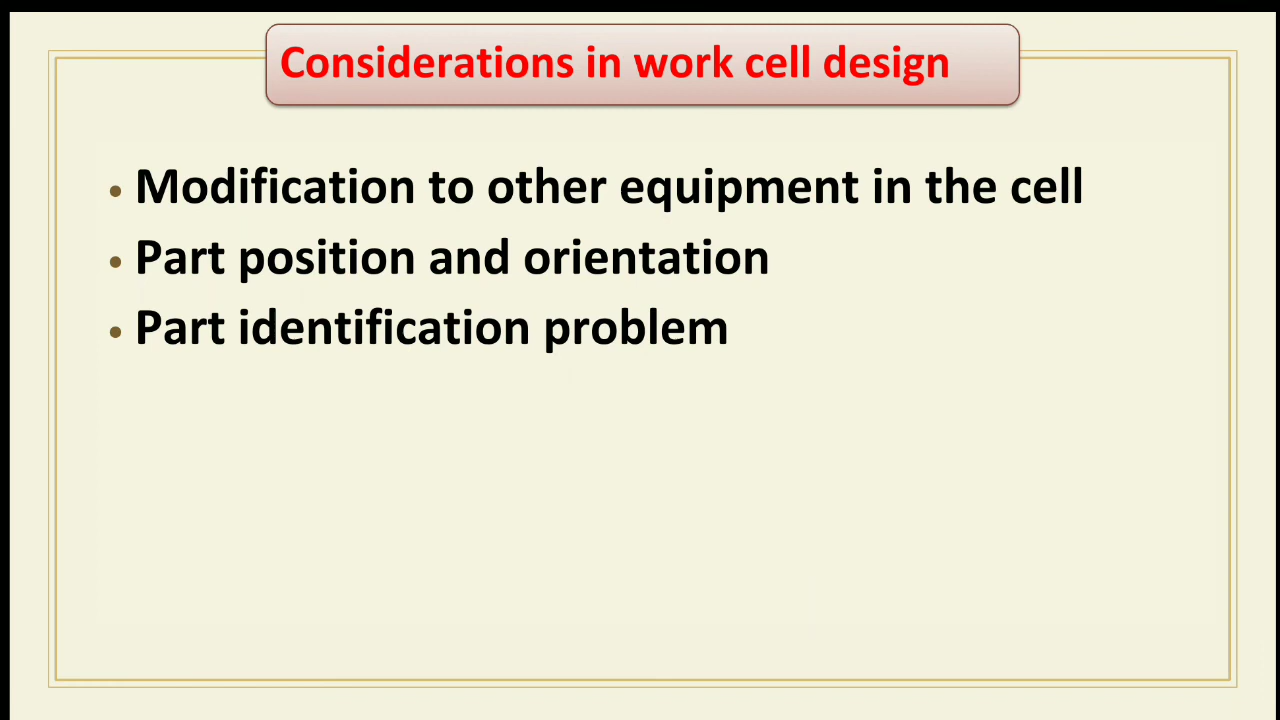 Considerations in work cell design
• Modification to other equipment in the cell
• Part position and orientation
• Part identification problem